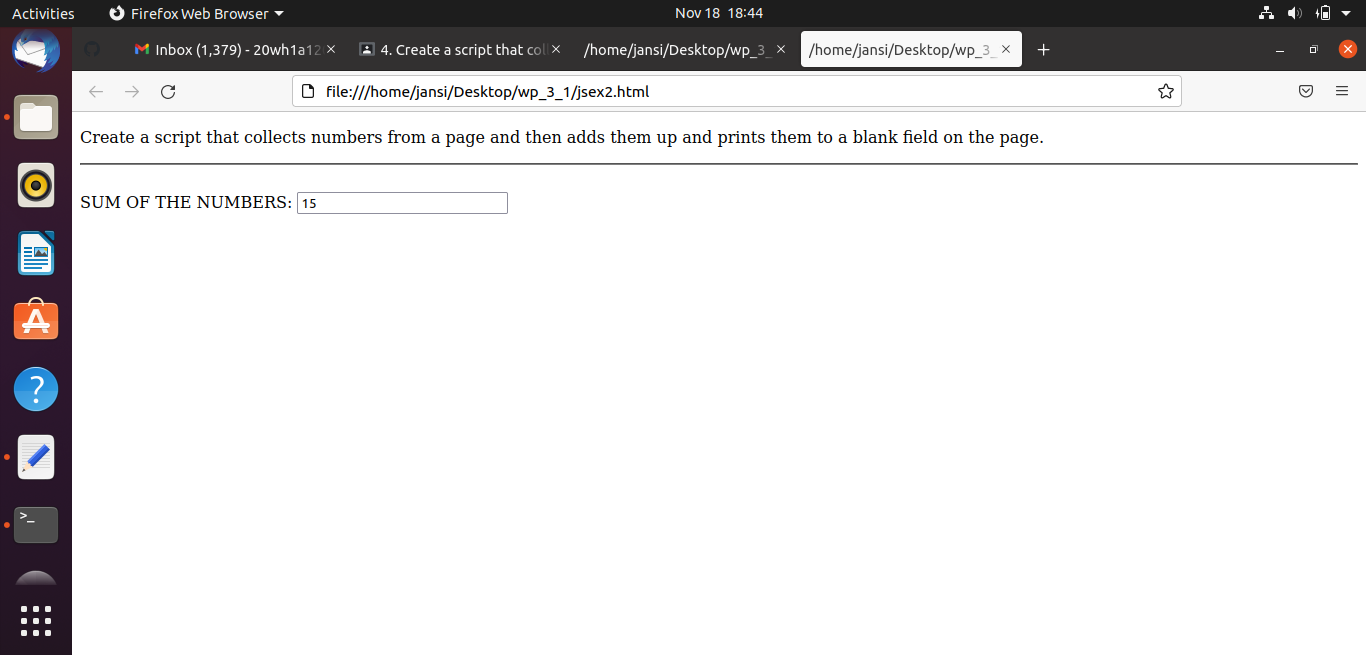 Activities Firefox Web Browser Nov 18 18:44
Inbox (1,379) - 20wh1a12 4. Create a script that coll /home/jansi/Desktop/wp_3_ /home/jansi/Desktop/wp_3_
file:///home/jansi/Desktop/wp_3_1/jsex2.html
Create a script that collects numbers from a page and then adds them up and prints them to a blank field on the page.
SUM OF THE NUMBERS: 15